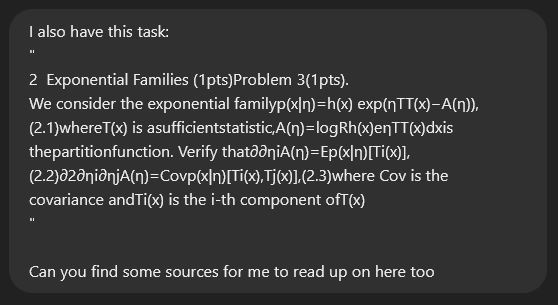 I also have this task:
"
2  Exponential Families (1pts)Problem 3(1pts).
We consider the exponential familyp(x|η)=h(x) exp(ηTT(x)−A(η)),
(2.1)whereT(x) is asufficientstatistic,A(η)=logRh(x)eηTT(x)dxis
thepartitionfunction. Verify that∂∂ηiA(η)=Ep(x|η)[Ti(x)],
(2.2)∂2∂ηi∂ηjA(η)=Covp(x|η)[Ti(x),Tj(x)],(2.3)where Cov is the
covariance andTi(x) is the i-th component ofT(x)
"
Can you find some sources for me to read up on here too